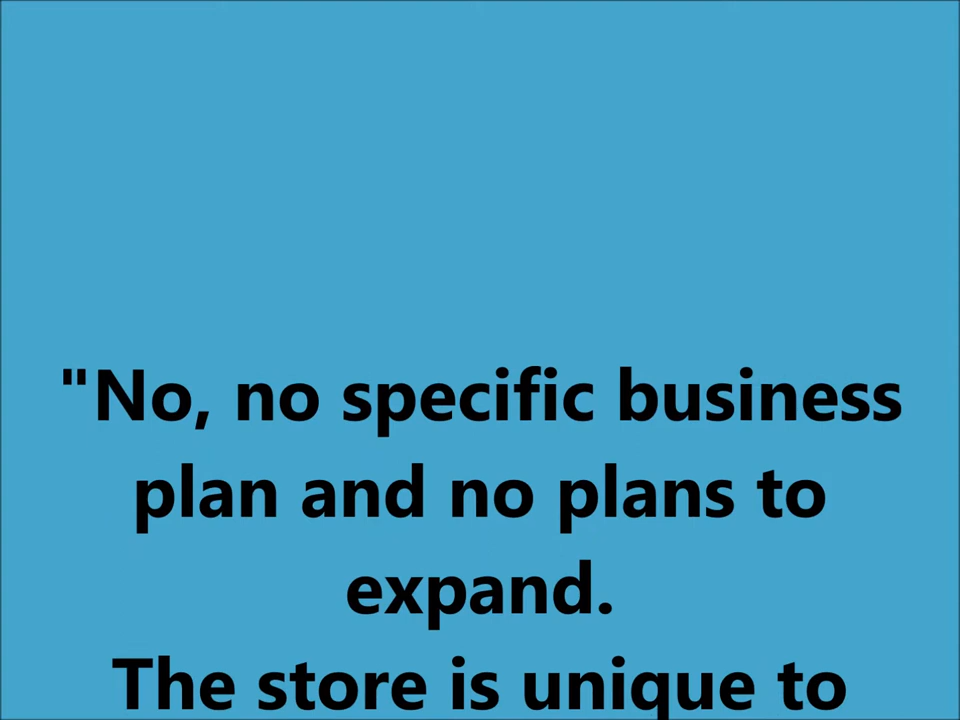 "No, no specific business
plan and no plans to
expand.
The store is unique to